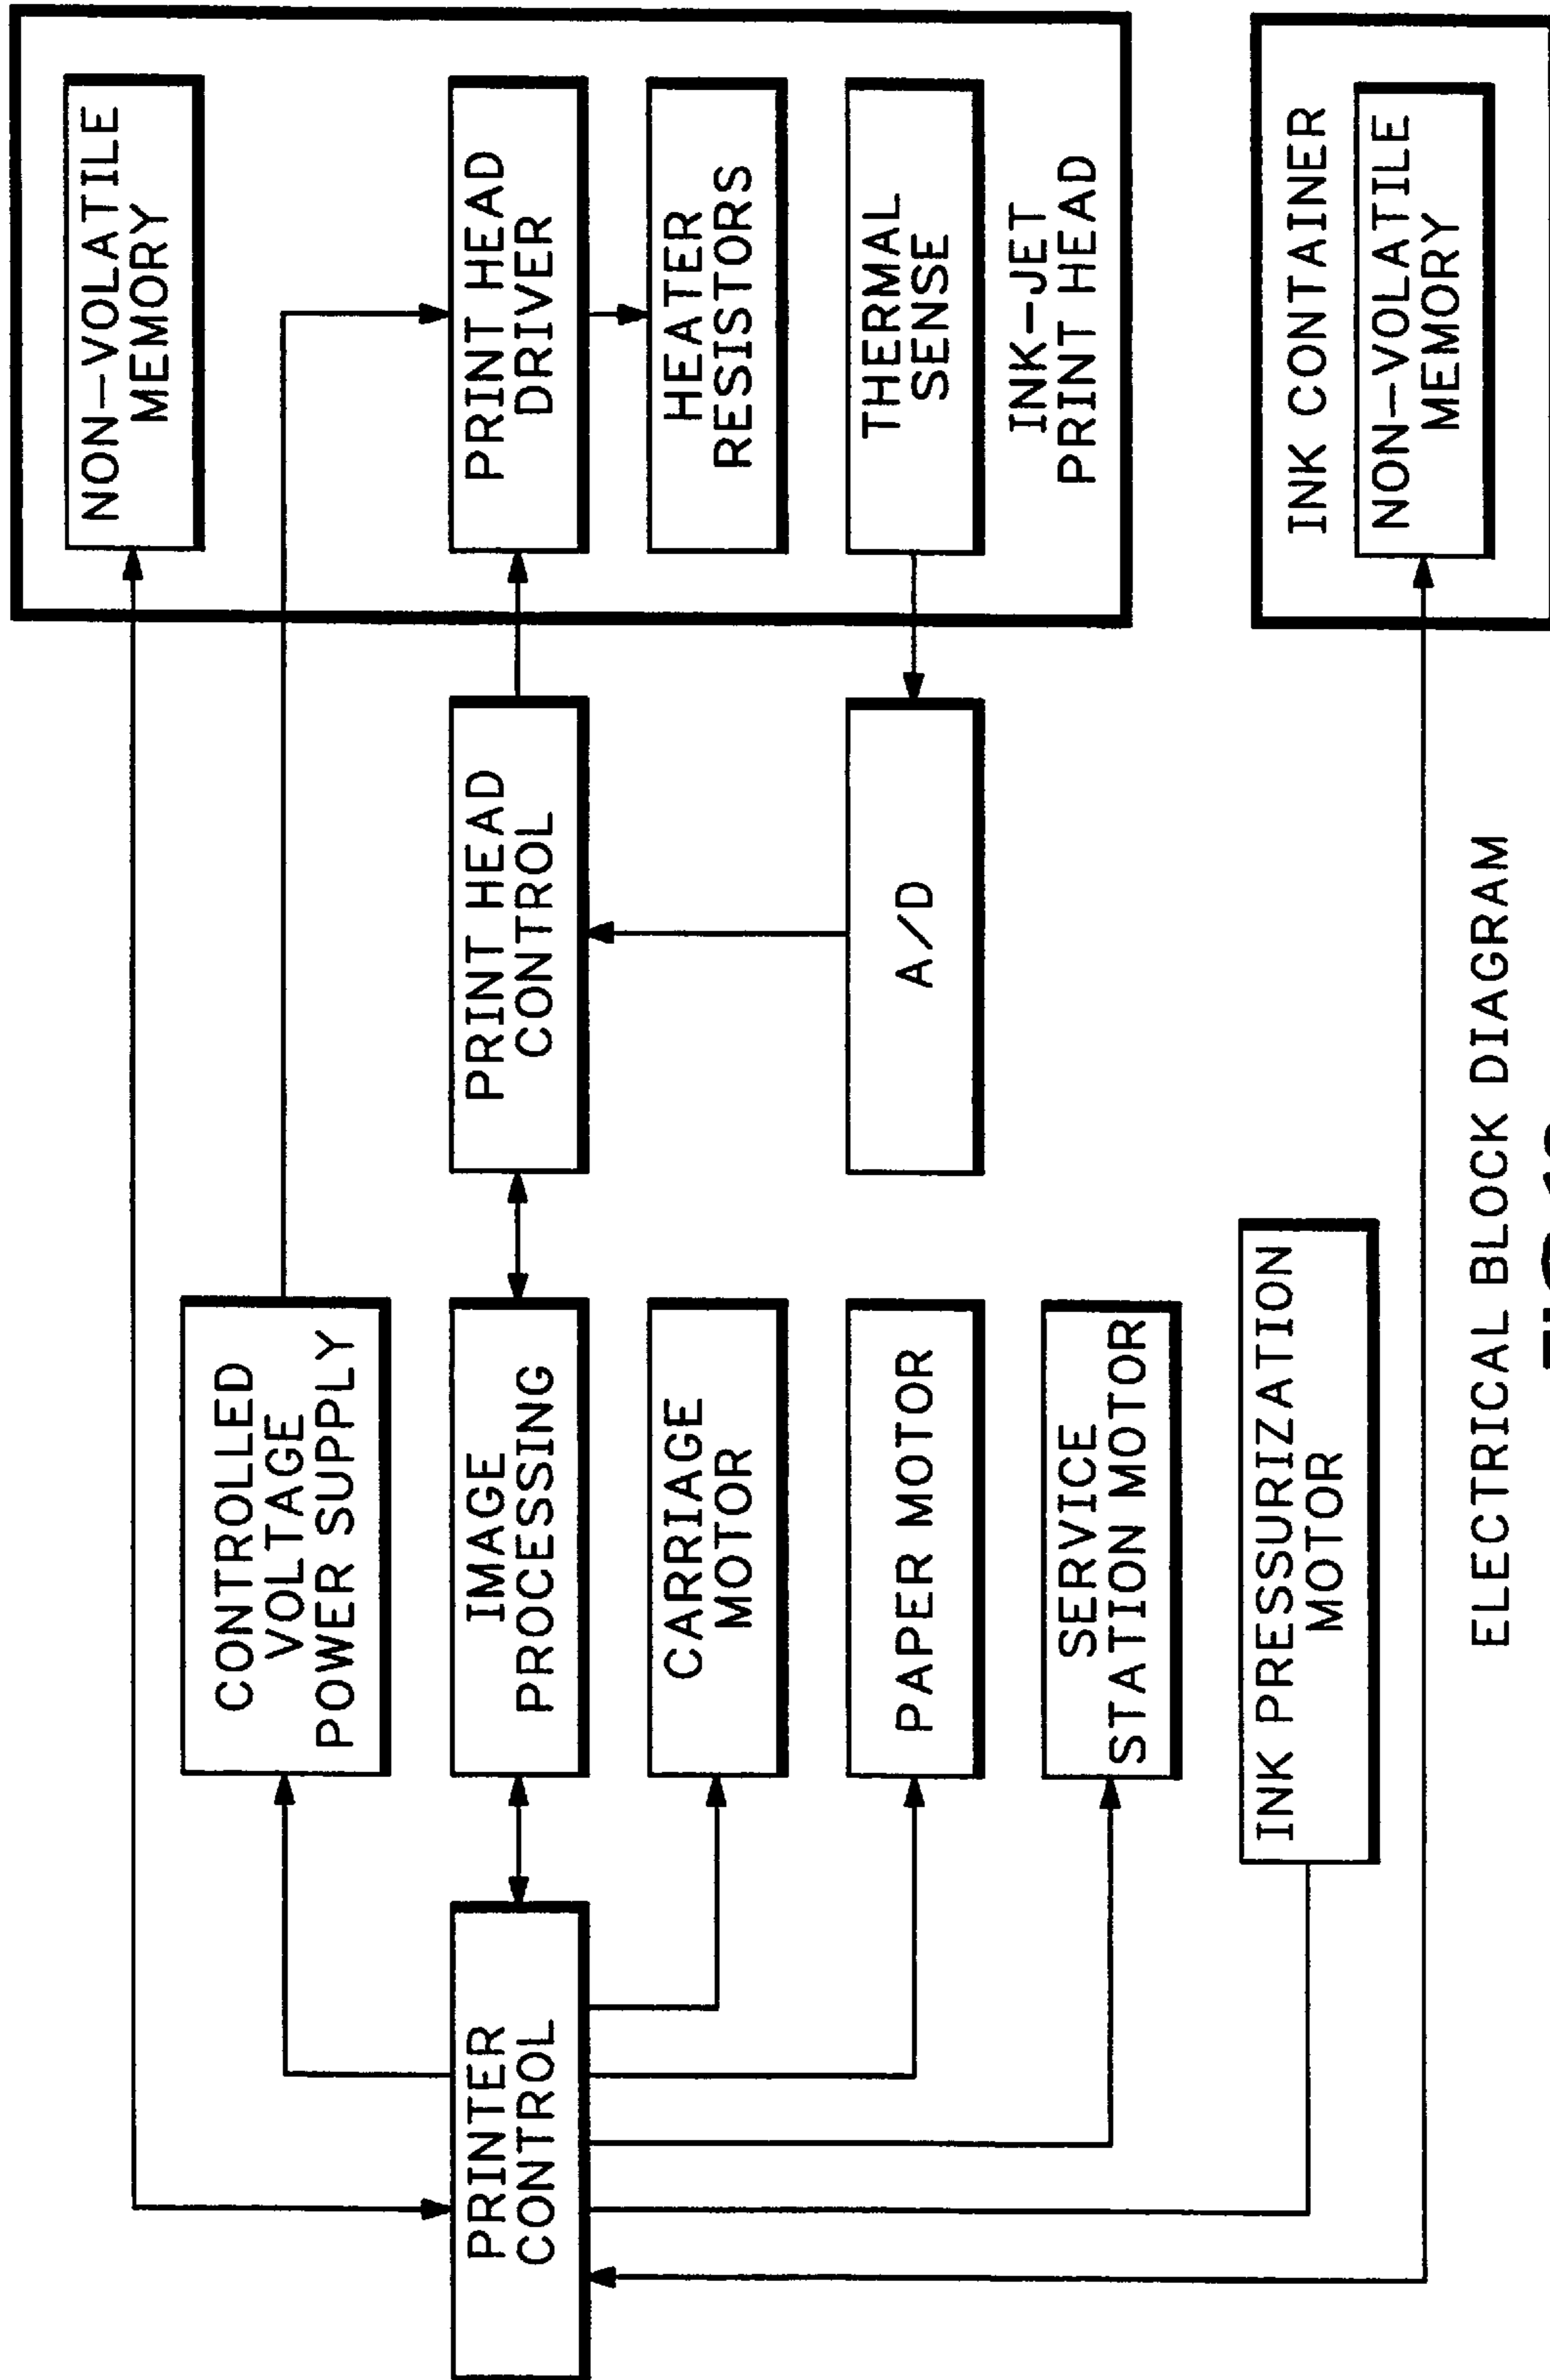 NON-VOLATILE
MEMORY
CONTROLLED
VOLTAGE
POWER SUPPLY
PRINTER
CONTROL
IMAGE
PROCESSING
PRINT HEAD
CONTROL
PRINT HEAD
DRIVER
CARRIAGE
MOTOR
HEATER
RESISTORS
PAPER MOTOR
A/D
THERMAL
SENSE
SERVICE
STATION MOTOR
INK-JET
PRINT HEAD
INK PRESSURIZATION
MOTOR
INK CONTAINER
NON-VOLATILE
MEMORY
ELECTRICAL BLOCK DIAGRAM